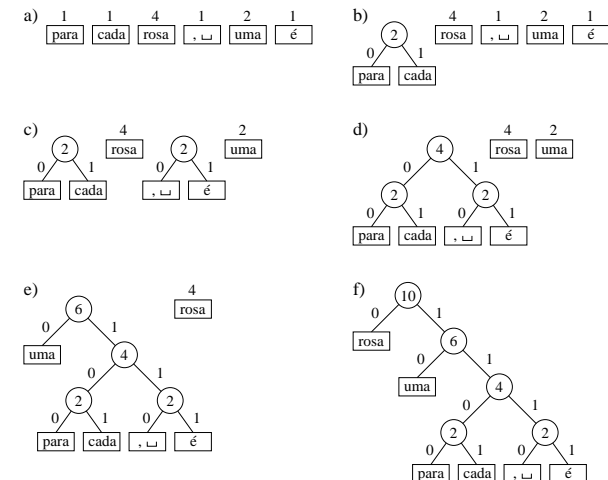 a) 1 1 4 1 2 1
para cada rosa , ␣ uma é
b) 2 4 1 2 1
0 1 rosa , ␣ uma é
para cada
c) 2 4 2 2
0 1 rosa 0 1 uma
para cada , ␣ é
d) 4 4 2
0 1 rosa uma
2 2
0 1 0 1
para cada , ␣ é
e) 6 4
0 1 rosa
uma 4
0 1
2 2
0 1 0 1
para cada , ␣ é
f) 10
0 1
rosa 6
0 1
uma 4
0 1
2 2
0 1 0 1
para cada , ␣ é